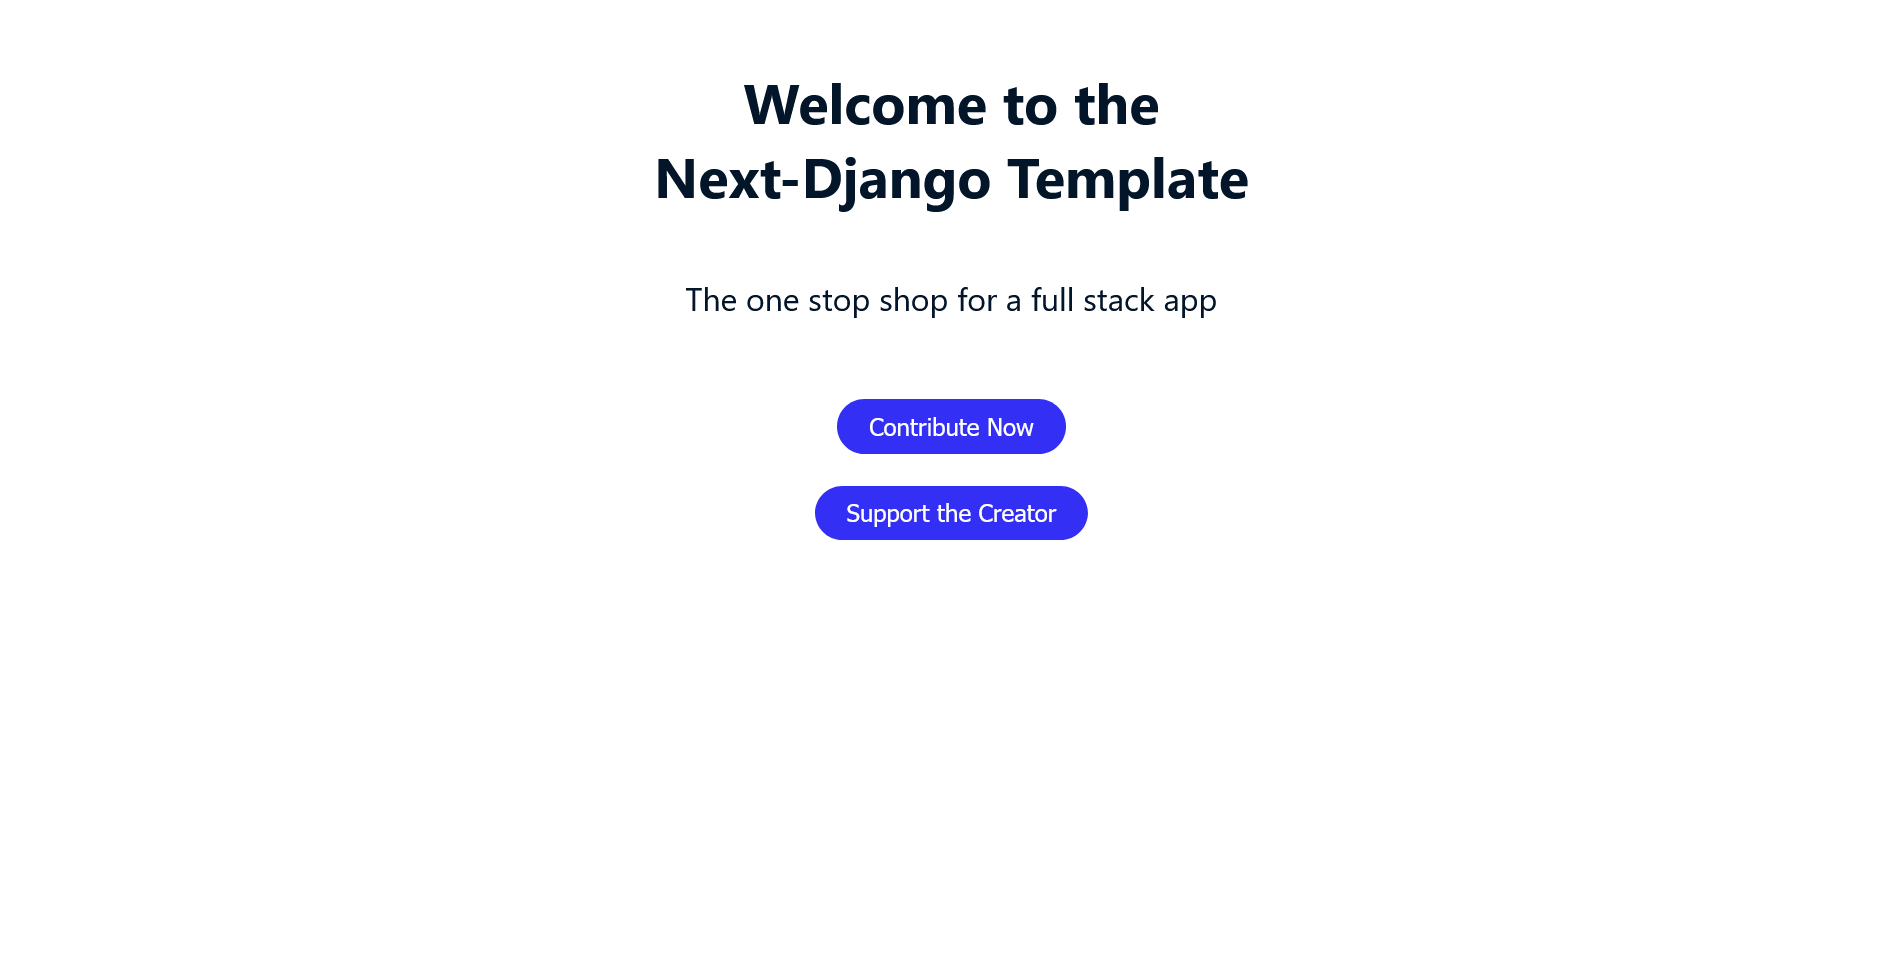 Welcome to the
Next-Django Template
The one stop shop for a full stack app
Contribute Now
Support the Creator